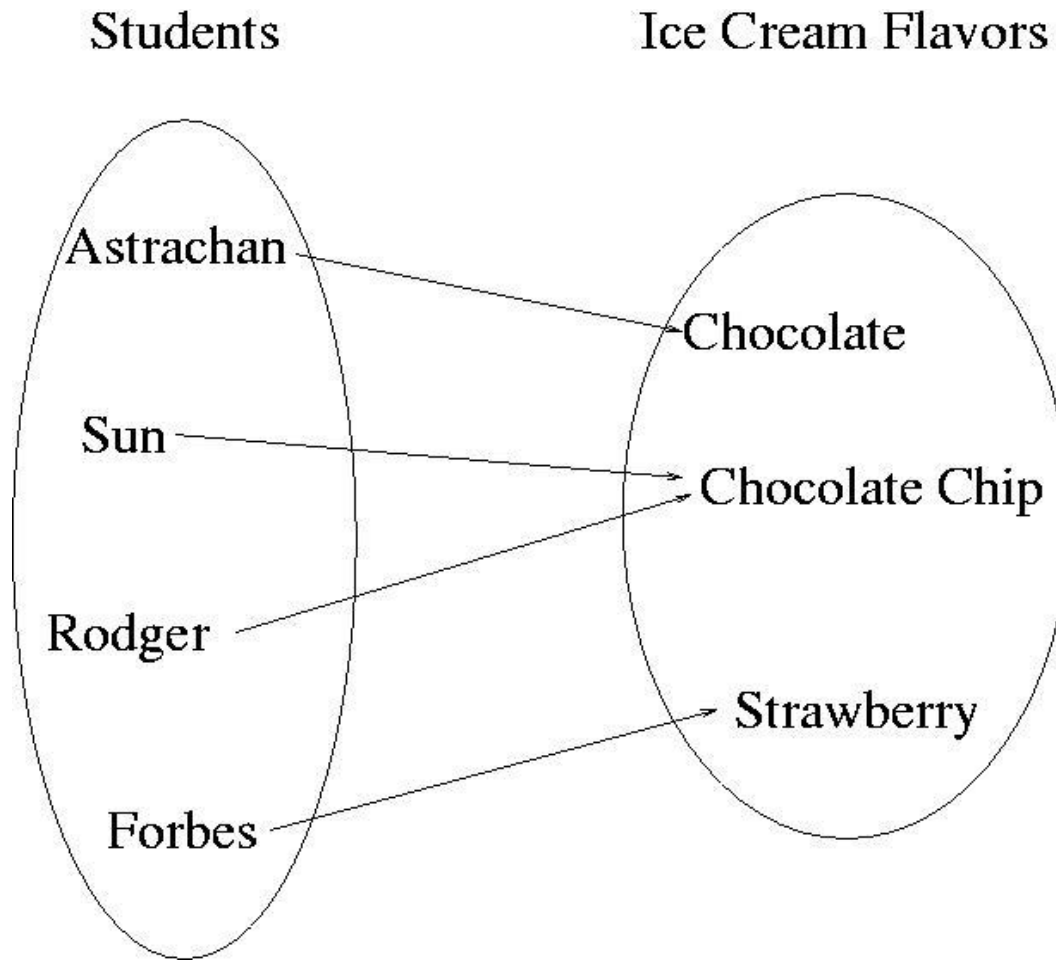 Students
Ice Cream Flavors
Astrachan
Chocolate
Sun
Chocolate Chip
Rodger
Strawberry
Forbes